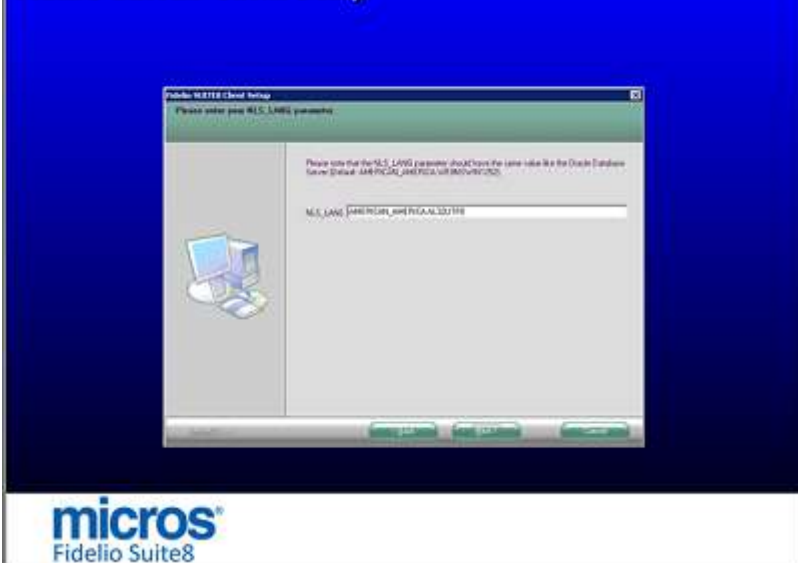 Fidelio SUITE8 Client Setup
Please enter your NLS_LANG parameter.
Please note that the NLS_LANG parameter should have the same value like the Oracle Database
Server (Default: AMERICAN_AMERICA.WE8MSWIN1252).
NLS_LANG AMERICAN_AMERICA.AL32UTF8
Cancel
micros®
Fidelio Suite8